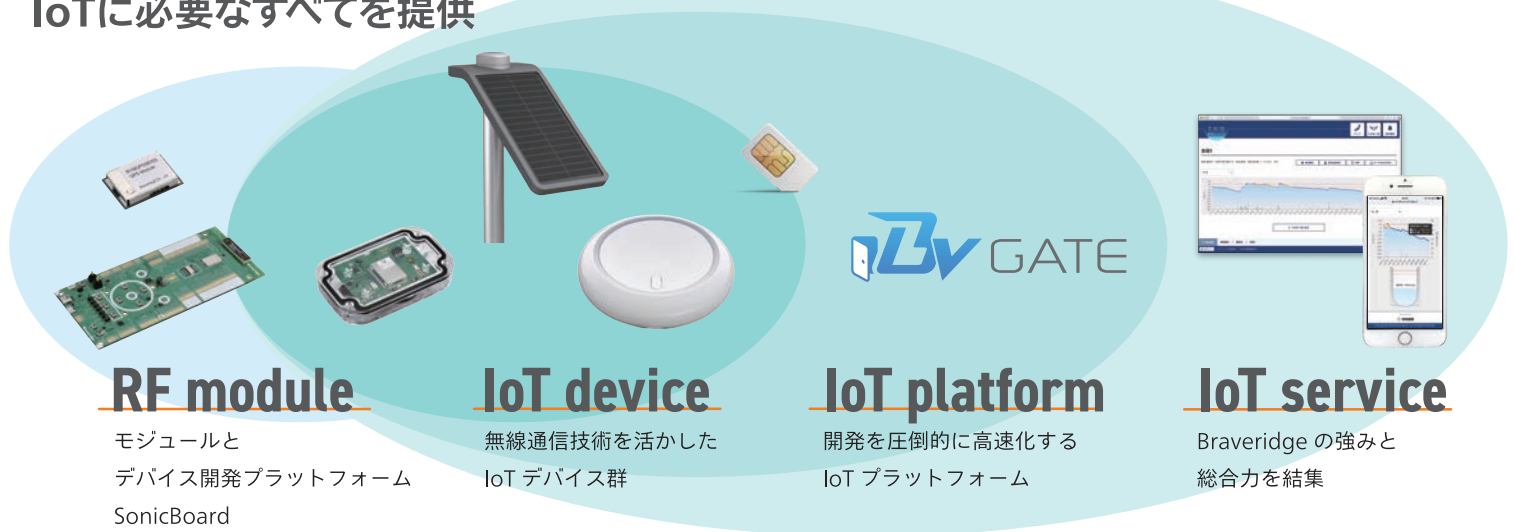 IoTに必要なすべてを提供
BV GATE
RF module
モジュールと
デバイス開発プラットフォーム
SonicBoard
IoT device
無線通信技術を活かした
IoT デバイス群
IoT platform
開発を圧倒的に高速化する
IoT プラットフォーム
IoT service
Braveridge の強みと
総合力を結集